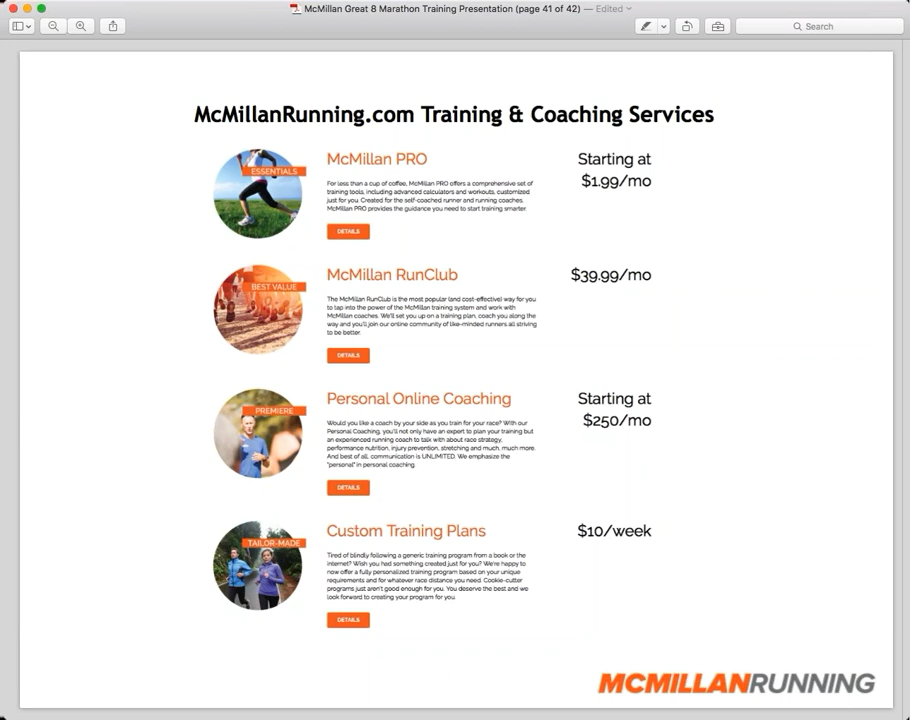 McMillan Great 8 Marathon Training Presentation (page 41 of 42) — Edited
Search
McMillanRunning.com Training & Coaching Services
ESSENTIALS
McMillan PRO
Starting at
$1.99/mo
For less than a cup of coffee, McMillan PRO offers a comprehensive set of
training tools, including advanced calculators and workouts, customized
just for you. Created for the self-coached runner and running coaches,
McMillan PRO provides the guidance you need to start training smarter.
DETAILS
BEST VALUE
McMillan RunClub
$39.99/mo
The McMillan RunClub is the most popular (and cost-effective) way for you
to tap into the power of the McMillan training system and work with
McMillan coaches. We'll set you up on a training plan, coach you along the
way and you'll join our online community of like-minded runners all striving
to be better.
DETAILS
PREMIERE
Personal Online Coaching
Starting at
$250/mo
Would you like a coach by your side as you train for your race? With our
Personal Coaching, you'll not only have an expert to plan your training but
an experienced running coach to talk with about race strategy,
performance nutrition, injury prevention, stretching and much, much more.
And best of all, communication is UNLIMITED. We emphasize the
"personal" in personal coaching.
DETAILS
TAILOR-MADE
Custom Training Plans
$10/week
Tired of blindly following a generic training program from a book or the
internet? Wish you had something created just for you? We're happy to
now offer a fully personalized training program based on your unique
requirements and for whatever race distance you need. Cookie-cutter
programs just aren't good enough for you. You deserve the best and we
look forward to creating your program for you.
DETAILS
MCMILLANRUNNING